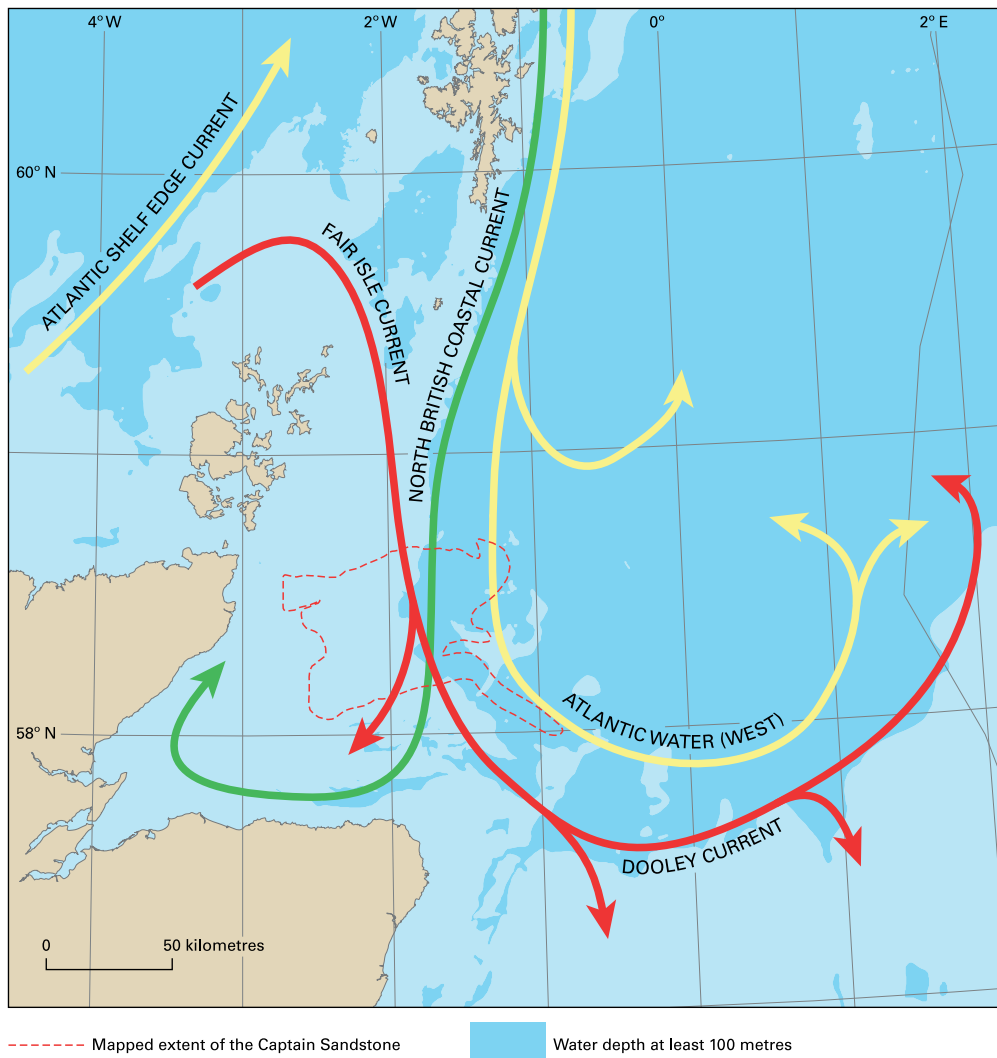 4°W
2°W
0°
2° E
60° N
ATLANTIC SHELF EDGE CURRENT
FAIR ISLE CURRENT
NORTH BRITISH COASTAL CURRENT
ATLANTIC WATER (WEST)
58° N
DOOLEY CURRENT
0
50 kilometres
Mapped extent of the Captain Sandstone
Water depth at least 100 metres